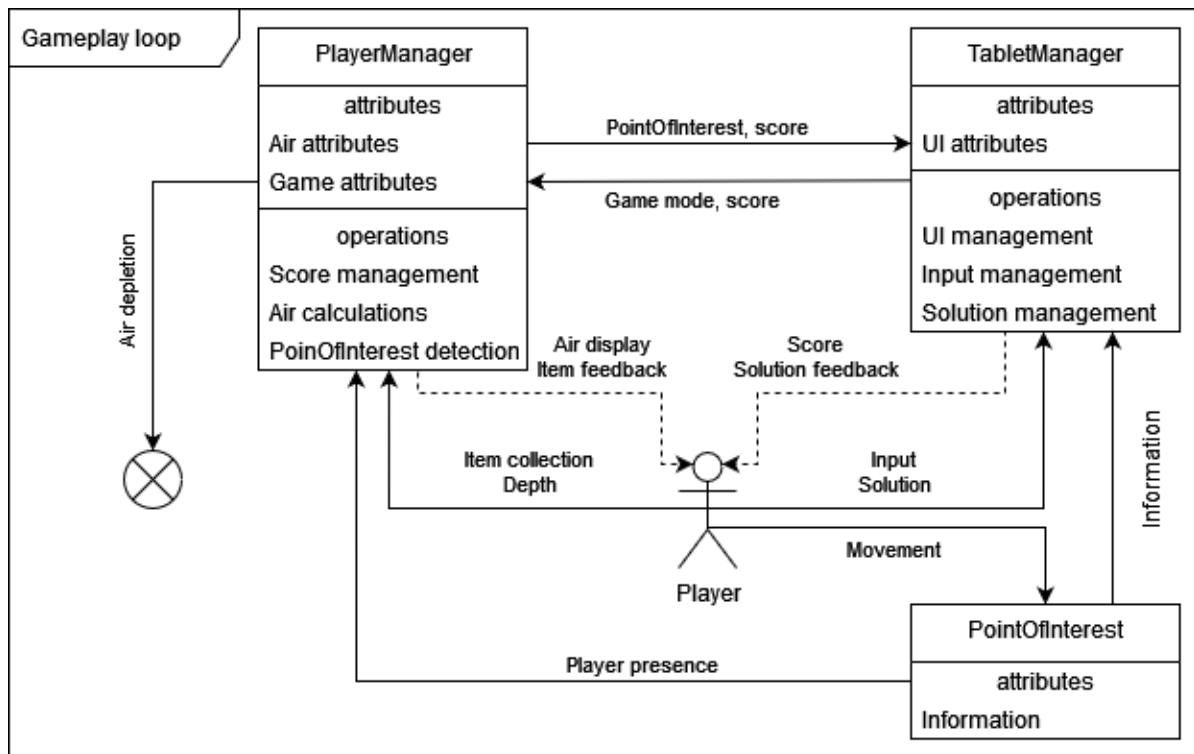 Gameplay loop
PlayerManager
attributes
Air attributes
Game attributes
operations
Score management
Air calculations
PoinOfInterest detection
TabletManager
attributes
UI attributes
operations
UI management
Input management
Solution management
PointOfInterest, score
Game mode, score
Air depletion
Air display
Item feedback
Score
Solution feedback
Item collection
Depth
Input
Solution
Information
Movement
Player
Player presence
PointOfInterest
attributes
Information